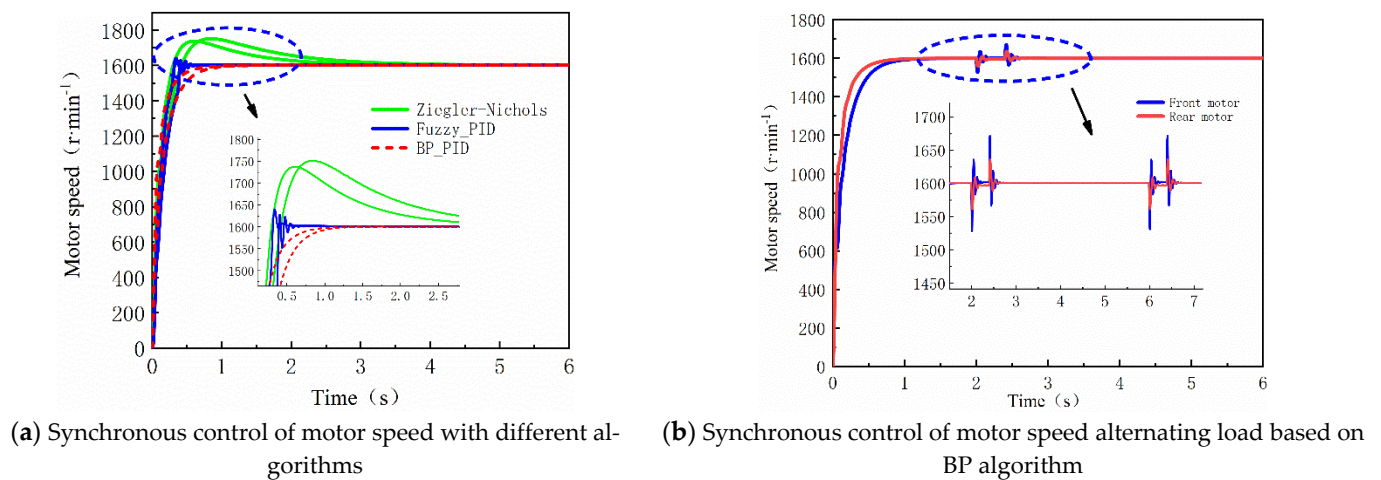 1800
1600
1400
1200
1000
800
600
400
200
0
Motor speed (r·min⁻¹)
Ziegler-Nichols
Fuzzy_PID
BP_PID
1800
1750
1700
1650
1600
1550
1500
0.5 1.0 1.5 2.0 2.5
0 1 2 3 4 5 6
Time (s)
(a) Synchronous control of motor speed with different al-
gorithms
1800
1600
1400
1200
1000
800
600
400
200
0
Motor speed (r·min⁻¹)
Front motor
Rear motor
1700
1650
1600
1550
1500
1450
2 3 4 5 6 7
0 1 2 3 4 5 6
Time (s)
(b) Synchronous control of motor speed alternating load based on
BP algorithm